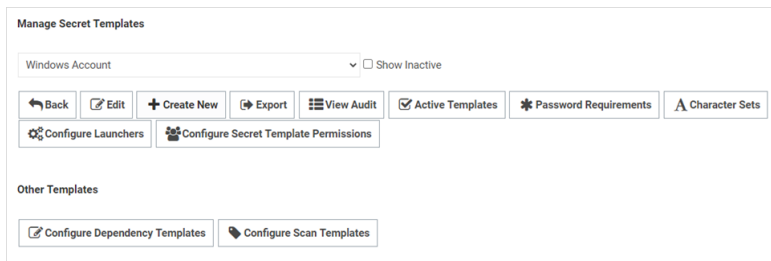 Manage Secret Templates
Windows Account Show Inactive
Back Edit Create New Export View Audit Active Templates Password Requirements Character Sets
Configure Launchers Configure Secret Template Permissions
Other Templates
Configure Dependency Templates Configure Scan Templates